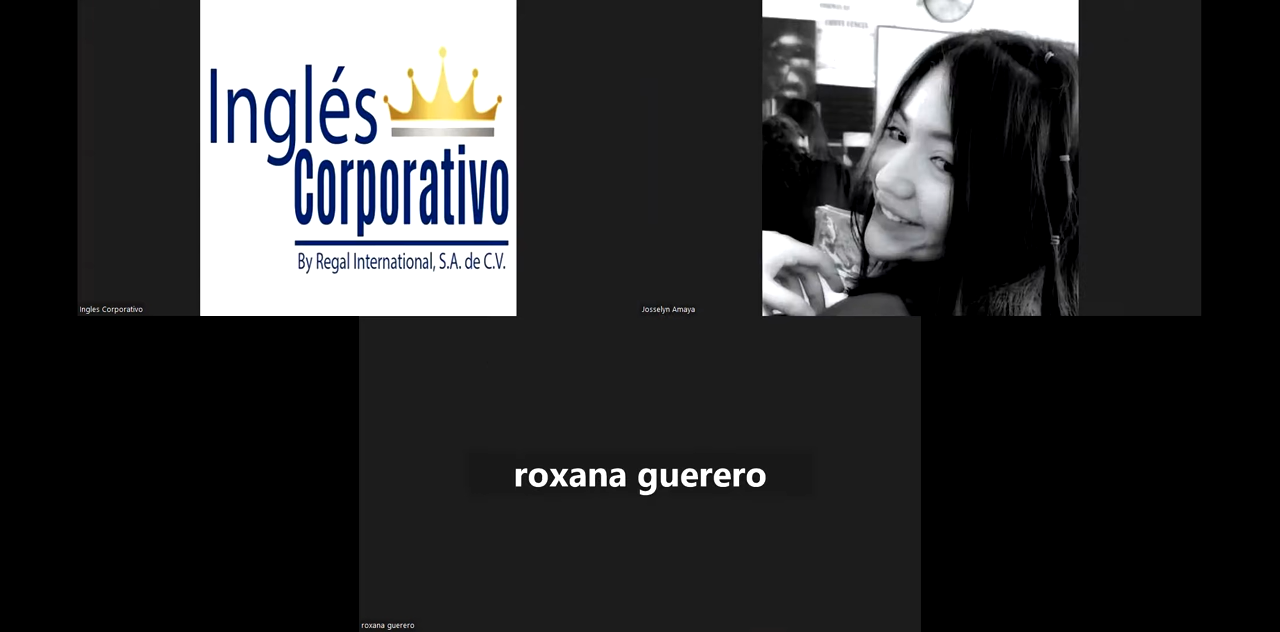 Inglés
Corporativo
By Regal International, S.A. de C.V.
Ingles Corporativo
Josselyn Amaya
roxana guerero
roxana guerero